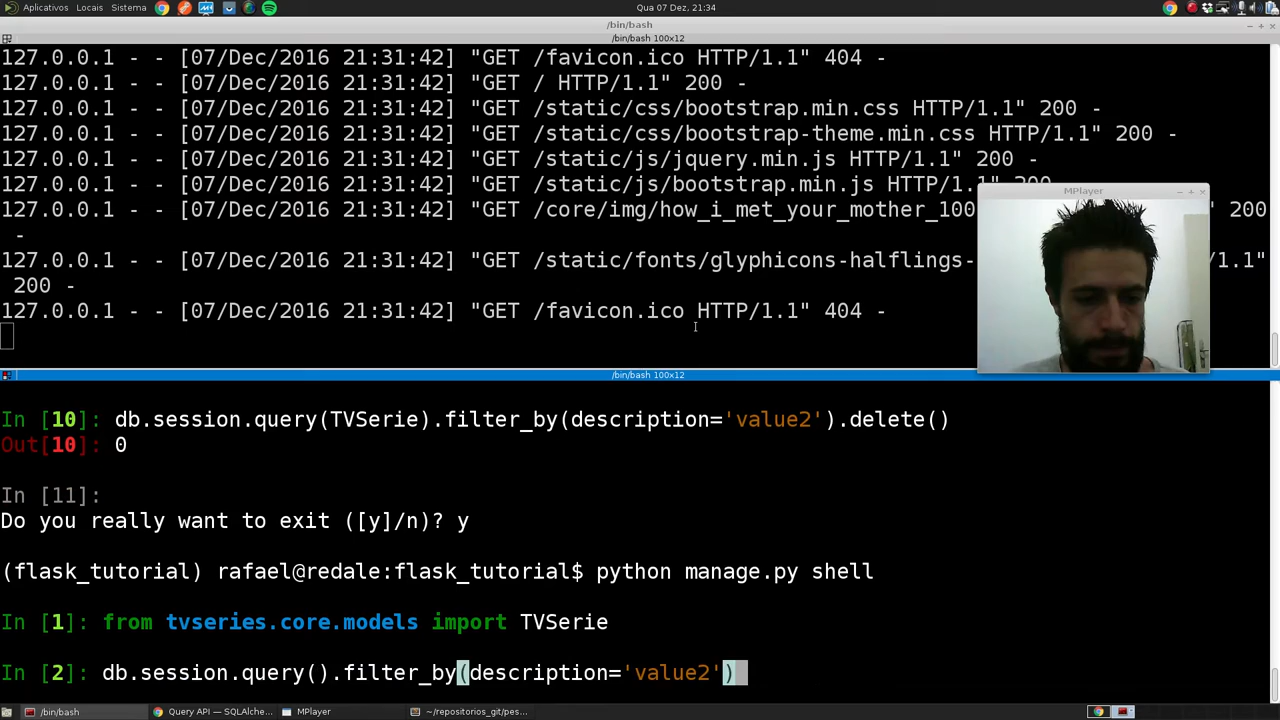 Aplicativos Locais Sistema Qua 07 Dez, 21:34
/bin/bash
/bin/bash 100x12
127.0.0.1 - - [07/Dec/2016 21:31:42] "GET /favicon.ico HTTP/1.1" 404 -
127.0.0.1 - - [07/Dec/2016 21:31:42] "GET / HTTP/1.1" 200 -
127.0.0.1 - - [07/Dec/2016 21:31:42] "GET /static/css/bootstrap.min.css HTTP/1.1" 200 -
127.0.0.1 - - [07/Dec/2016 21:31:42] "GET /static/css/bootstrap-theme.min.css HTTP/1.1" 200 -
127.0.0.1 - - [07/Dec/2016 21:31:42] "GET /static/js/jquery.min.js HTTP/1.1" 200 -
127.0.0.1 - - [07/Dec/2016 21:31:42] "GET /static/js/bootstrap.min.js HTTP/1.1" 200 -
MPlayer
127.0.0.1 - - [07/Dec/2016 21:31:42] "GET /core/img/how_i_met_your_mother_100 " 200
-
127.0.0.1 - - [07/Dec/2016 21:31:42] "GET /static/fonts/glyphicons-halflings- /1.1"
200 -
127.0.0.1 - - [07/Dec/2016 21:31:42] "GET /favicon.ico HTTP/1.1" 404 -
/bin/bash 100x12
In [10]: db.session.query(TVSerie).filter_by(description='value2').delete()
Out[10]: 0
In [11]:
Do you really want to exit ([y]/n)? y
(flask_tutorial) rafael@redale:flask_tutorial$ python manage.py shell
In [1]: from tvseries.core.models import TVSerie
In [2]: db.session.query().filter_by(description='value2')
/bin/bash Query API — SQLAlche... MPlayer ~/repositorios_git/pes...